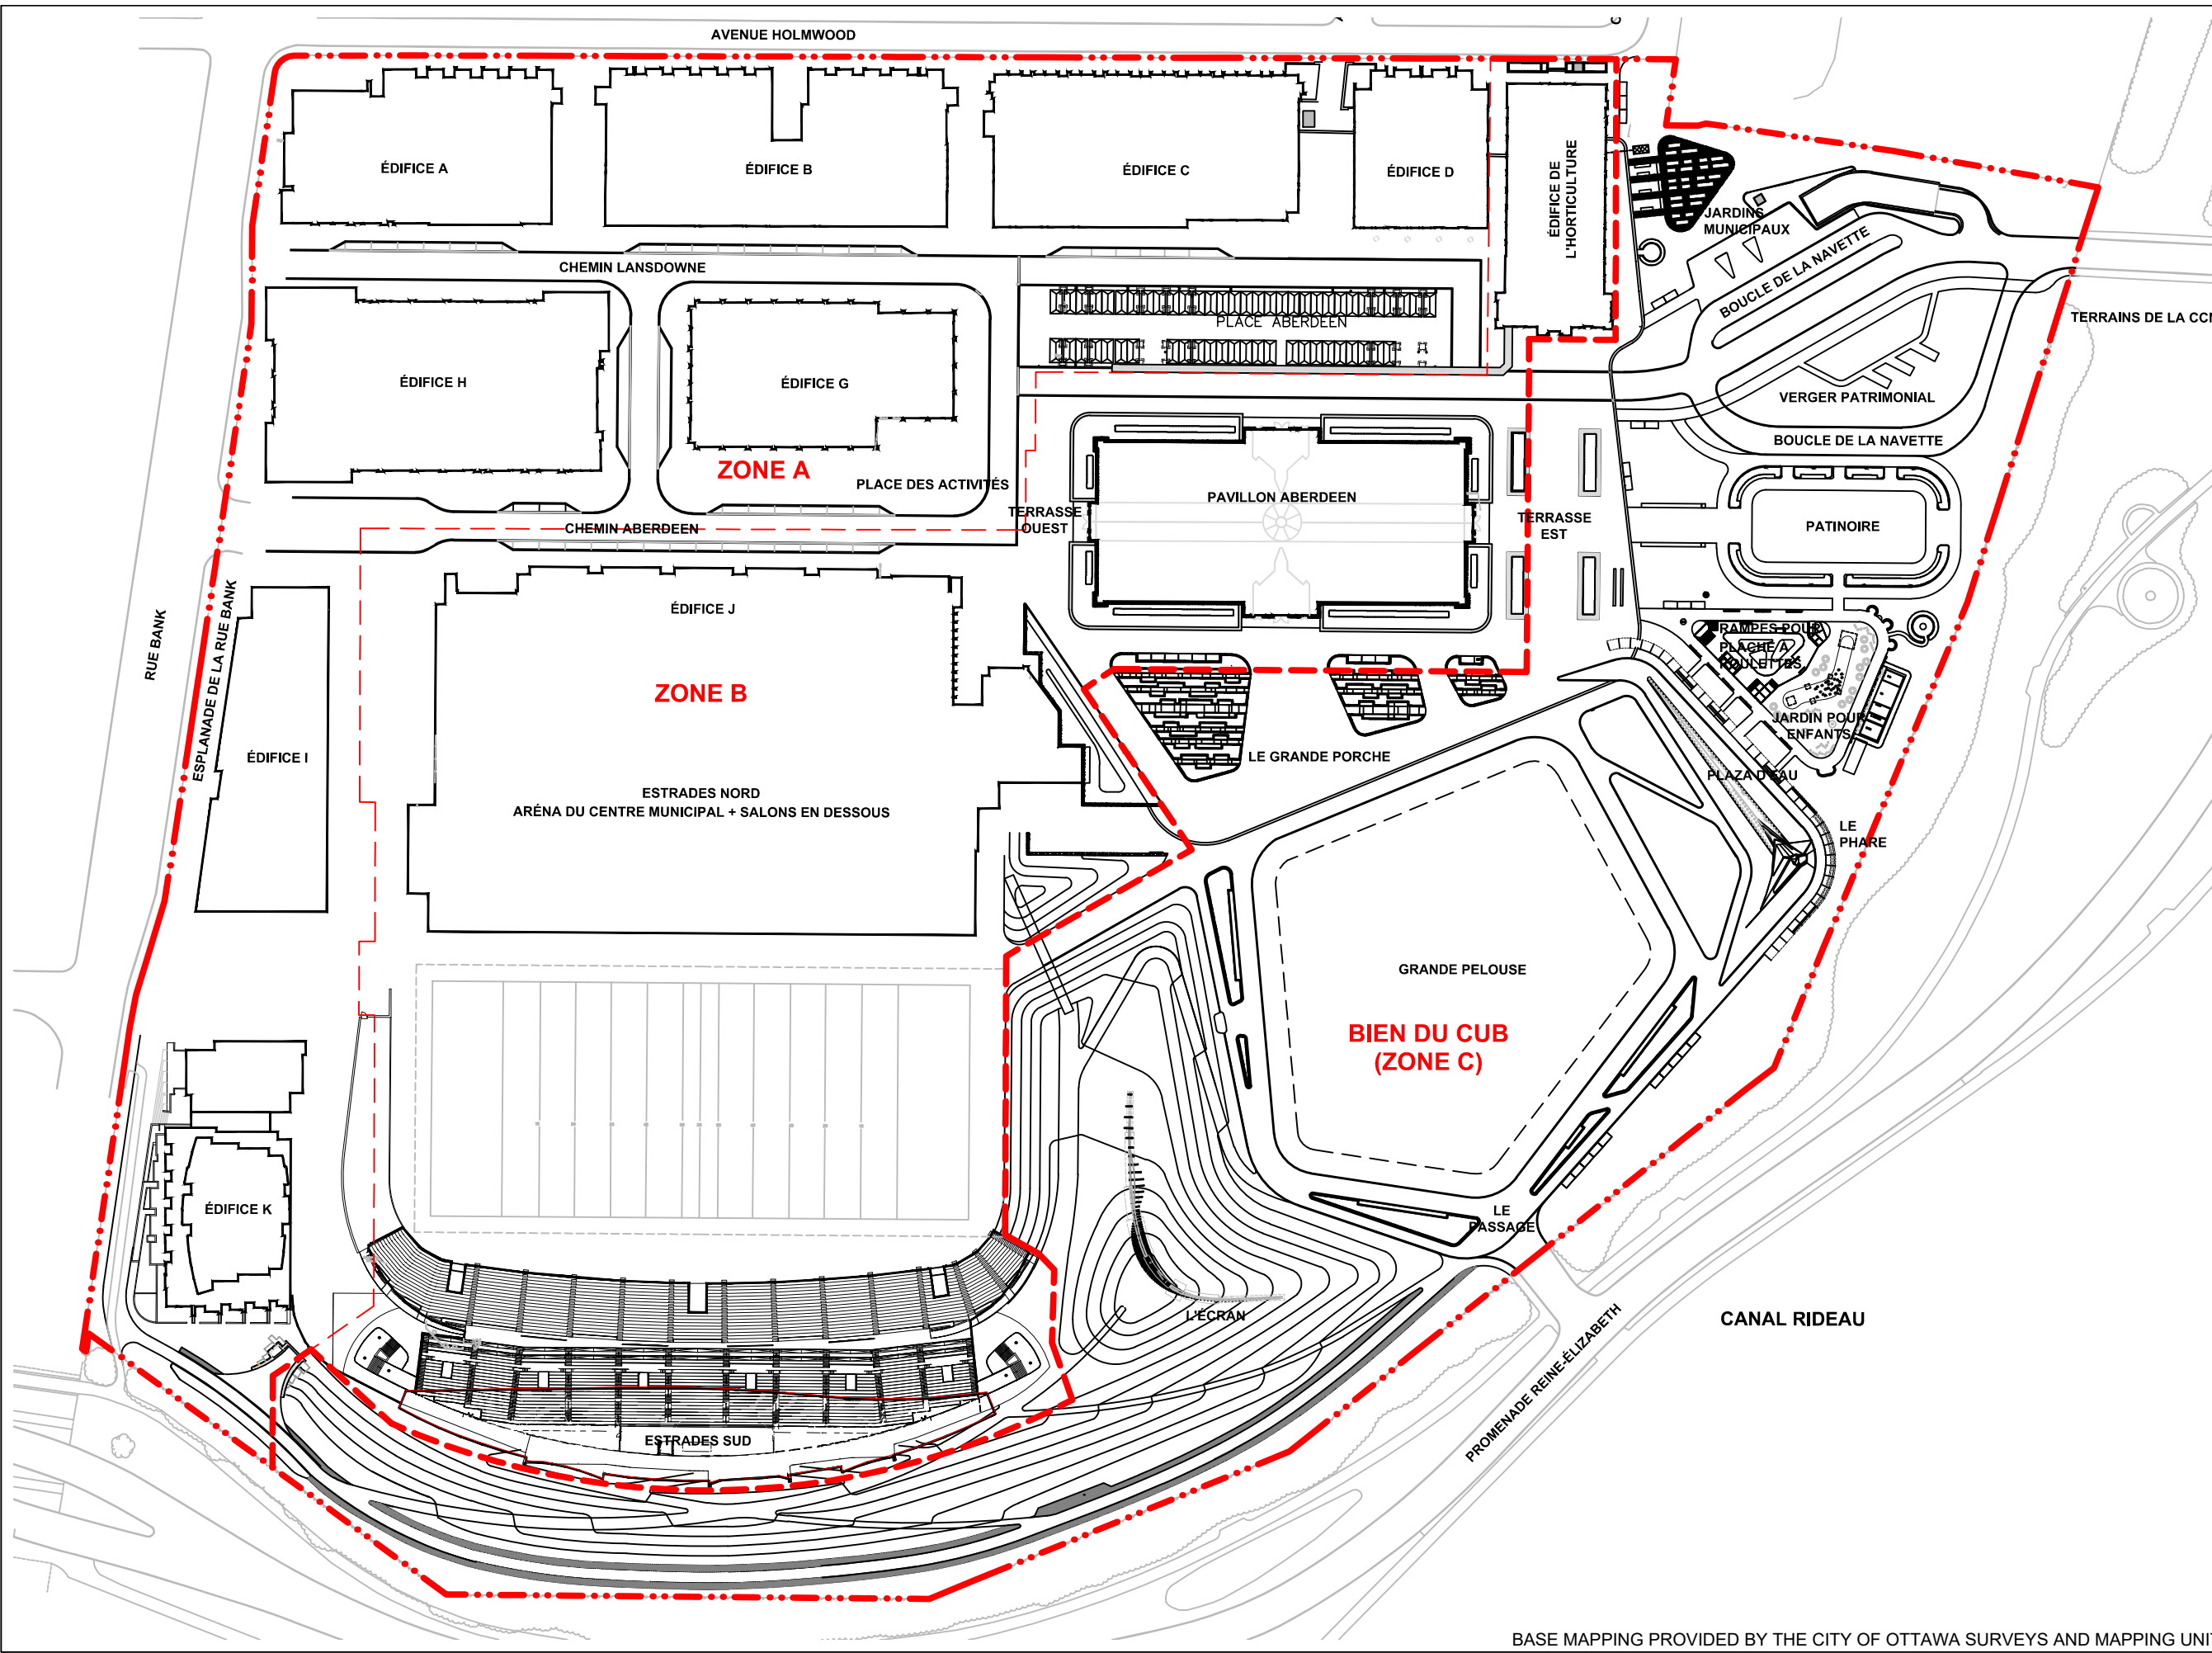 AVENUE HOLMWOOD
ÉDIFICE A
ÉDIFICE B
ÉDIFICE C
ÉDIFICE D
ÉDIFICE DE
L'HORTICULTURE
JARDINS
MUNICIPAUX
BOUCLE DE LA NAVETTE
CHEMIN LANSDOWNE
PLACE ABERDEEN
TERRAINS DE LA
ÉDIFICE H
ÉDIFICE G
VERGER PATRIMONIAL
BOUCLE DE LA NAVETTE
ZONE A
PLACE DES ACTIVITÉS
PAVILLON ABERDEEN
TERRASSE
OUEST
TERRASSE
EST
PATINOIRE
CHEMIN ABERDEEN
RUE BANK
ESPLANADE DE LA RUE BANK
ÉDIFICE J
ZONE B
RAMPES POUR
PLACHE À
ROULETTES
JARDIN POUR
ENFANTS
ÉDIFICE I
LE GRANDE PORCHE
PLAZA D'EAU
ESTRADES NORD
ARÉNA DU CENTRE MUNICIPAL + SALONS EN DESSOUS
LE
PHARE
GRANDE PELOUSE
BIEN DU CUB
(ZONE C)
ÉDIFICE K
LE
PASSAGE
L'ÉCRAN
CANAL RIDEAU
PROMENADE REINE-ÉLIZABETH
ESTRADES SUD
BASE MAPPING PROVIDED BY THE CITY OF OTTAWA SURVEYS AND MAPPING UNIT